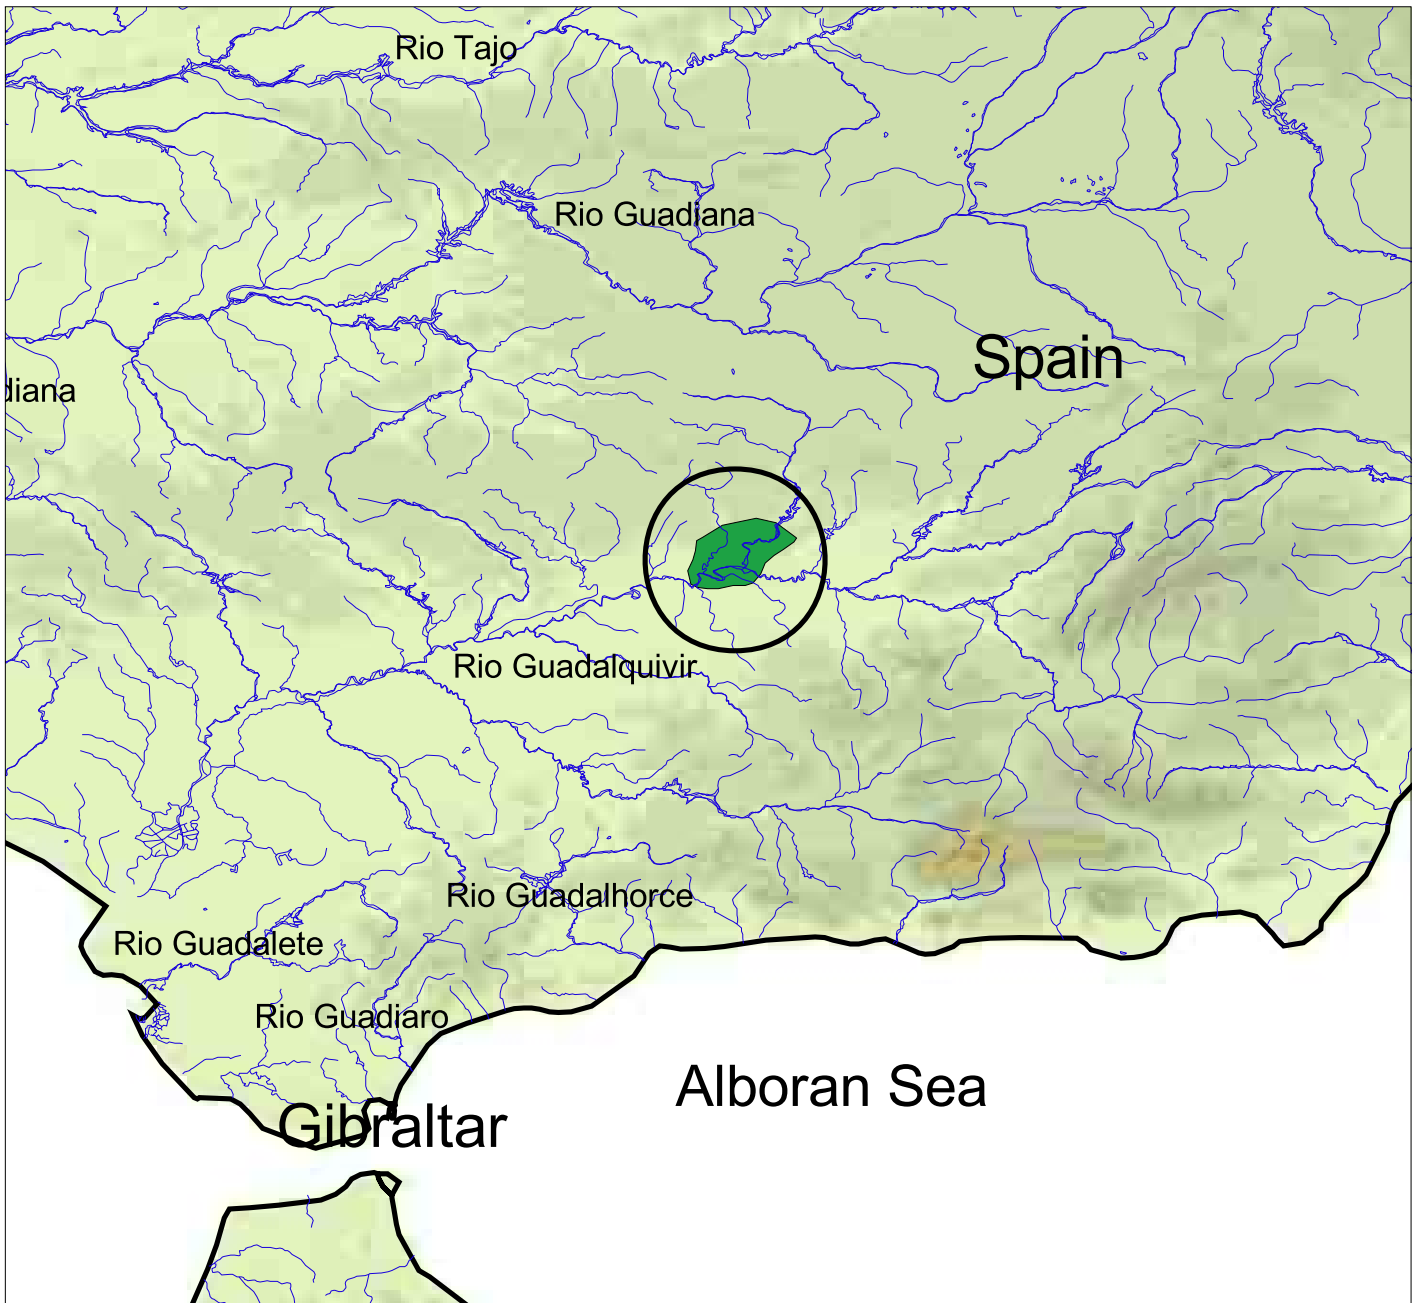 Rio Tajo
Rio Guadiana
Spain
diana
Rio Guadalquivir
Rio Guadalhorce
Rio Guadalete
Rio Guadiaro
Alboran Sea
Gibraltar